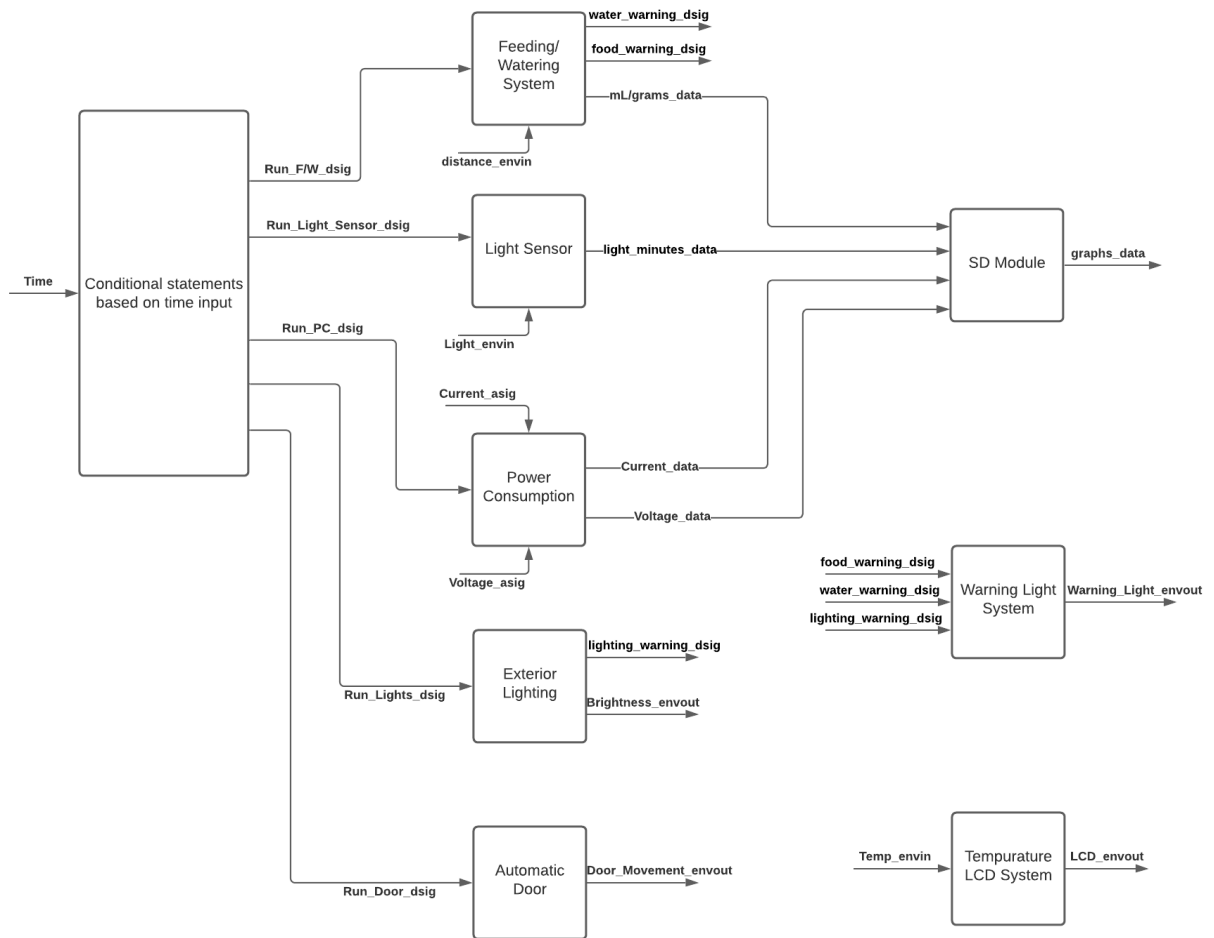 water_warning_dsig
Feeding/
Watering
System
food_warning_dsig
mL/grams_data
distance_envin
Run_F/W_dsig
Run_Light_Sensor_dsig
Light Sensor
light_minutes_data
SD Module
graphs_data
Time
Conditional statements
based on time input
Run_PC_dsig
Light_envin
Current_asig
Power
Consumption
Current_data
Voltage_data
Voltage_asig
food_warning_dsig
water_warning_dsig
lighting_warning_dsig
Warning Light
System
Warning_Light_envout
lighting_warning_dsig
Exterior
Lighting
Brightness_envout
Run_Lights_dsig
Automatic
Door
Door_Movement_envout
Run_Door_dsig
Temp_envin
Tempurature
LCD System
LCD_envout